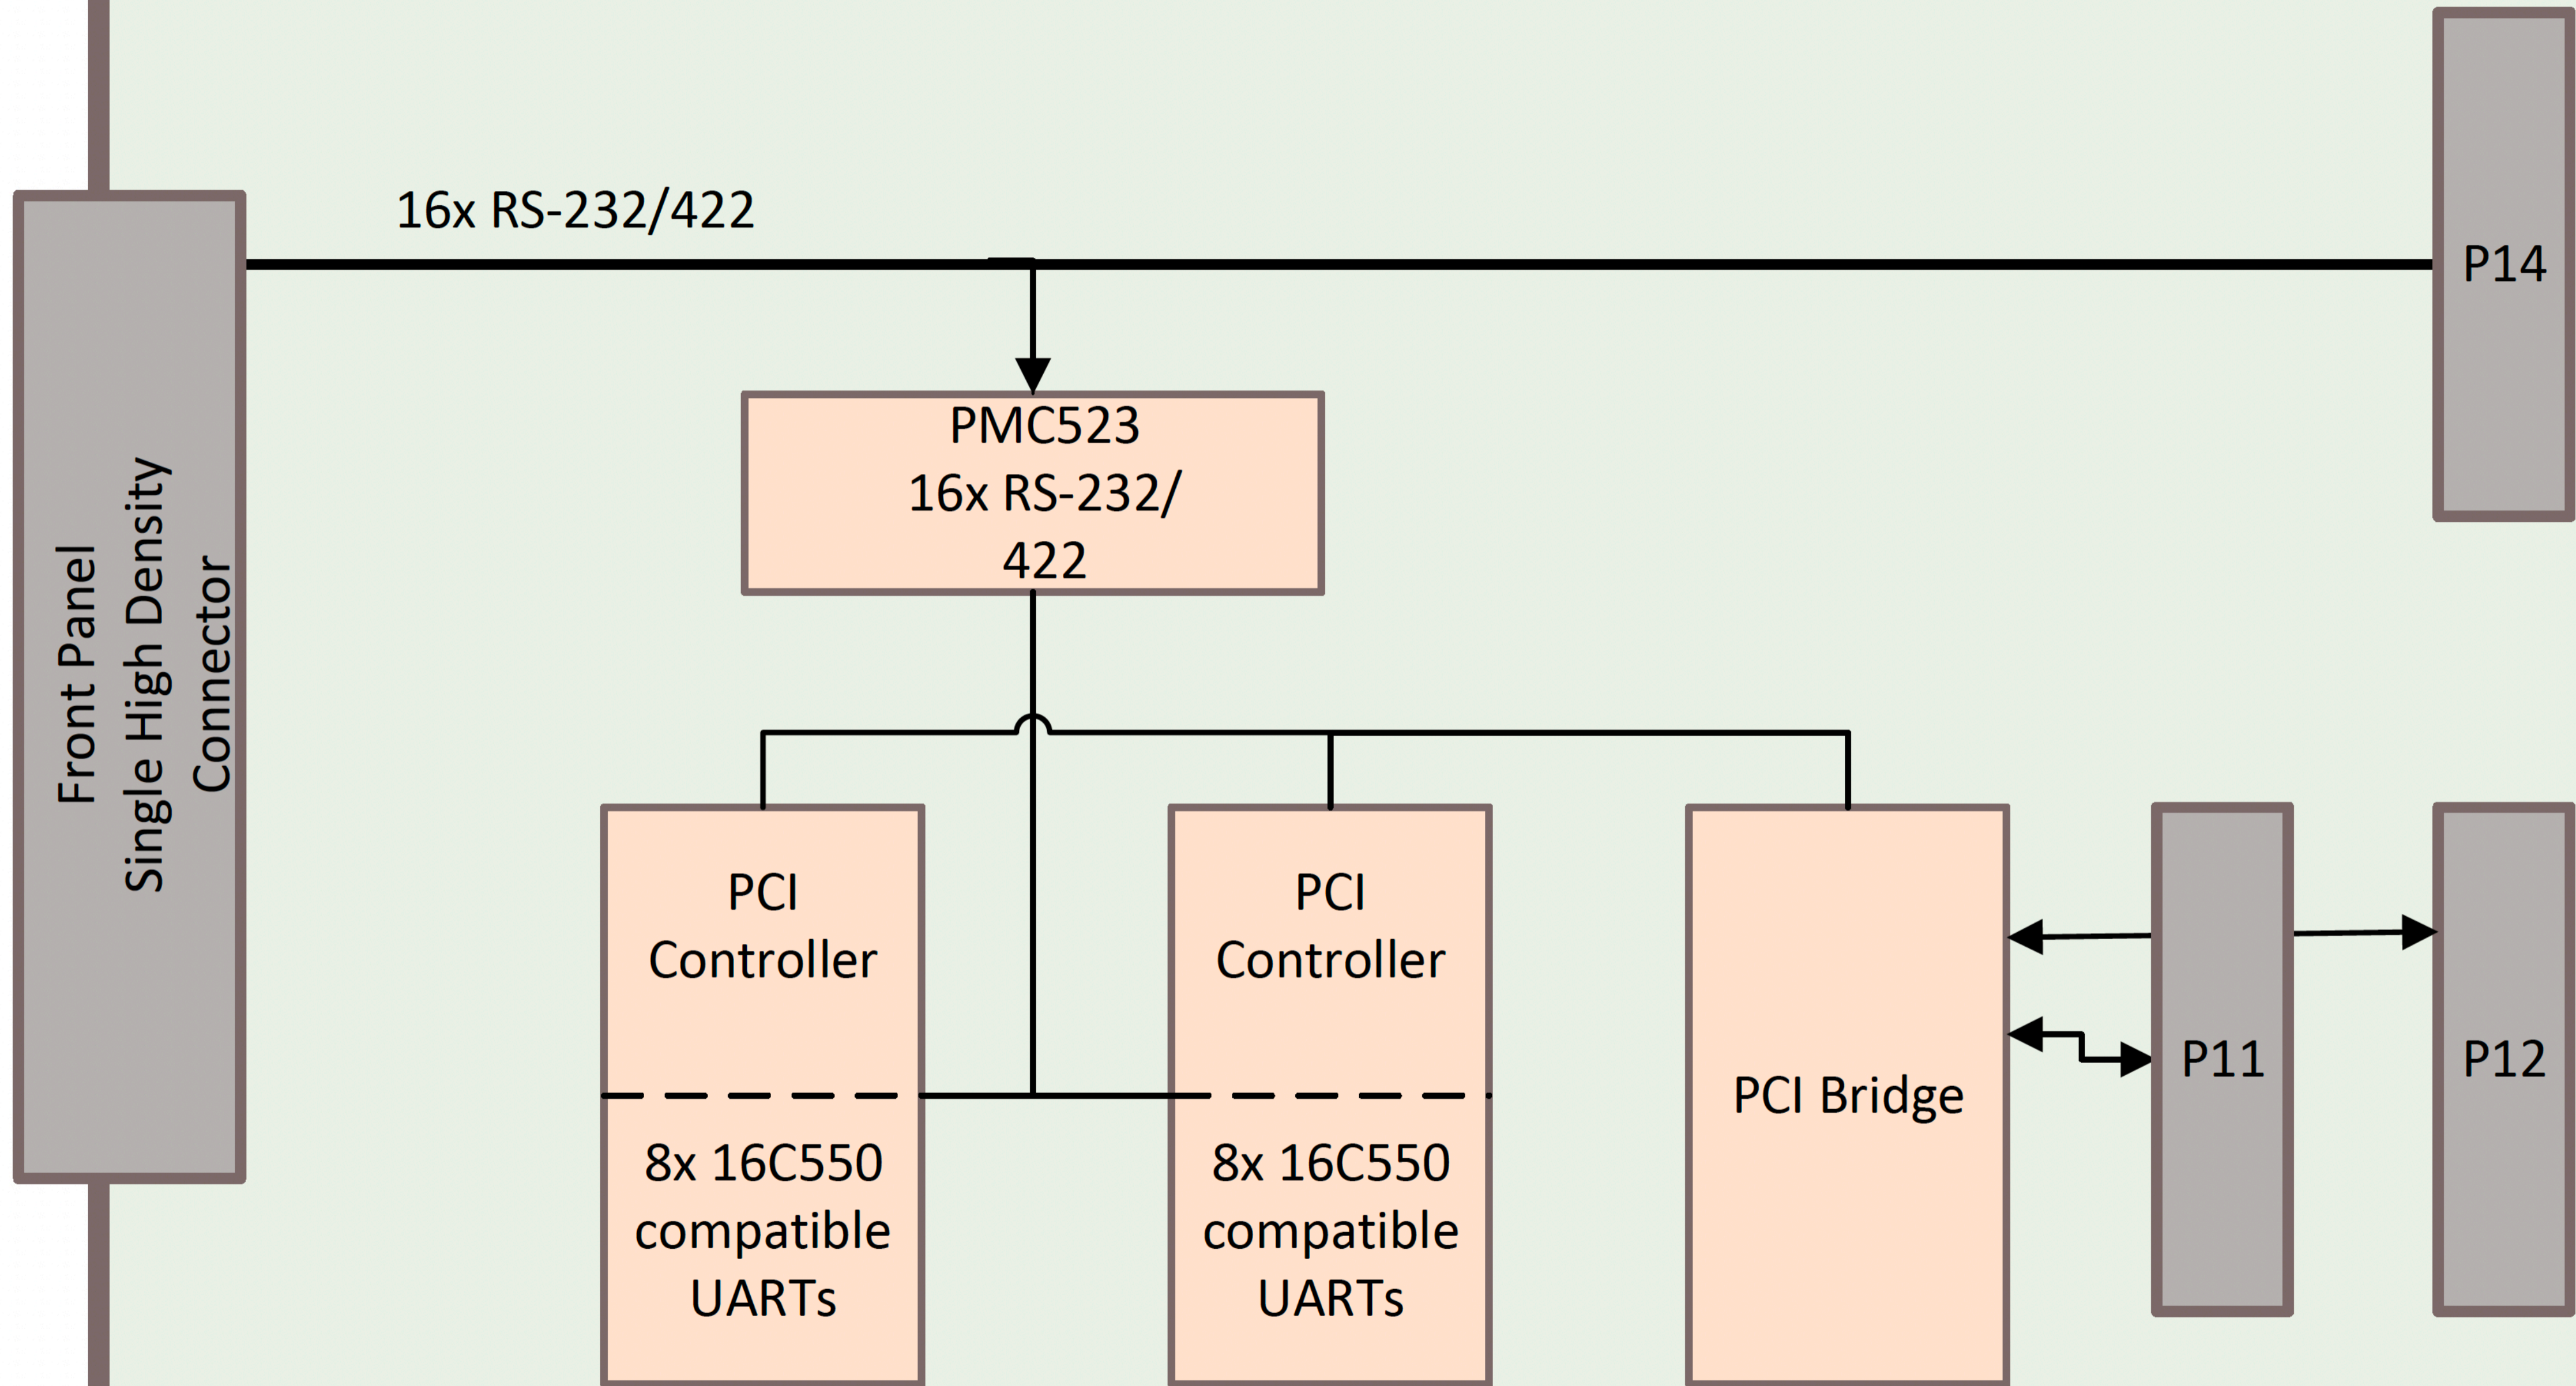 16x RS-232/422
P14
Front Panel
Single High Density
Connector
PMC523
16x RS-232/
422
PCI
Controller
8x 16C550
compatible
UARTs
PCI
Controller
8x 16C550
compatible
UARTs
PCI Bridge
P11
P12